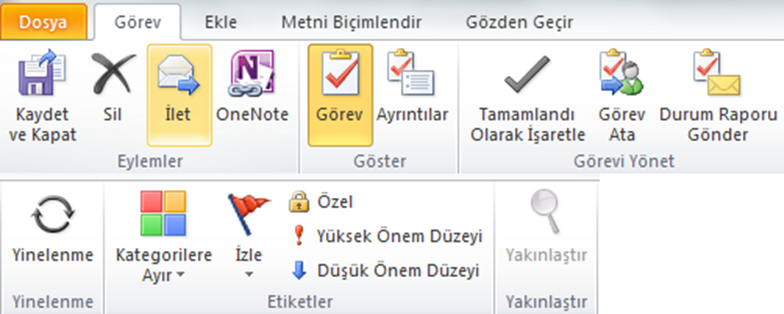 Dosya Görev Ekle Metni Biçimlendir Gözden Geçir
Kaydet ve Kapat
Sil
İlet
OneNote
Görev
Ayrıntılar
Tamamlandı Olarak İşaretle
Görev Ata
Durum Raporu Gönder
Eylemler Göster Görevi Yönet
Yinelenme
Kategorilere Ayır
İzle
Özel
Yüksek Önem Düzeyi
Düşük Önem Düzeyi
Yakınlaştır
Yinelenme Etiketler Yakınlaştır